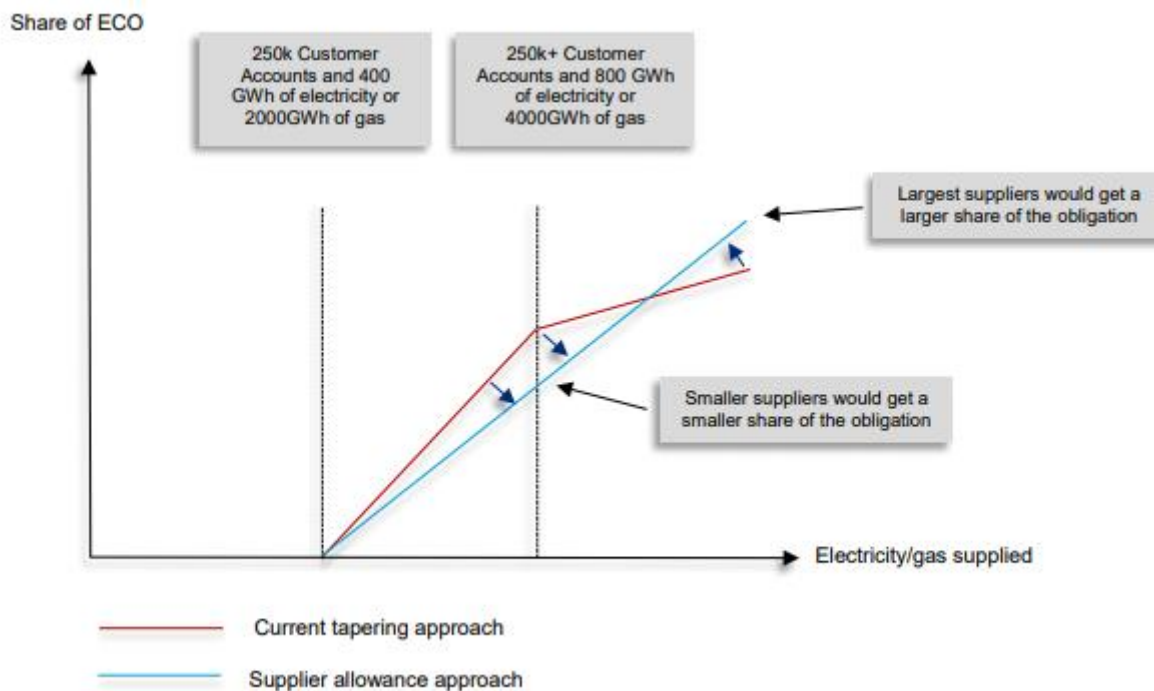 Share of ECO
250k Customer
Accounts and 400
GWh of electricity or
2000GWh of gas
250k+ Customer
Accounts and 800 GWh
of electricity or
4000GWh of gas
Largest suppliers would get a
larger share of the obligation
Smaller suppliers would get a
smaller share of the obligation
Electricity/gas supplied
Current tapering approach
Supplier allowance approach